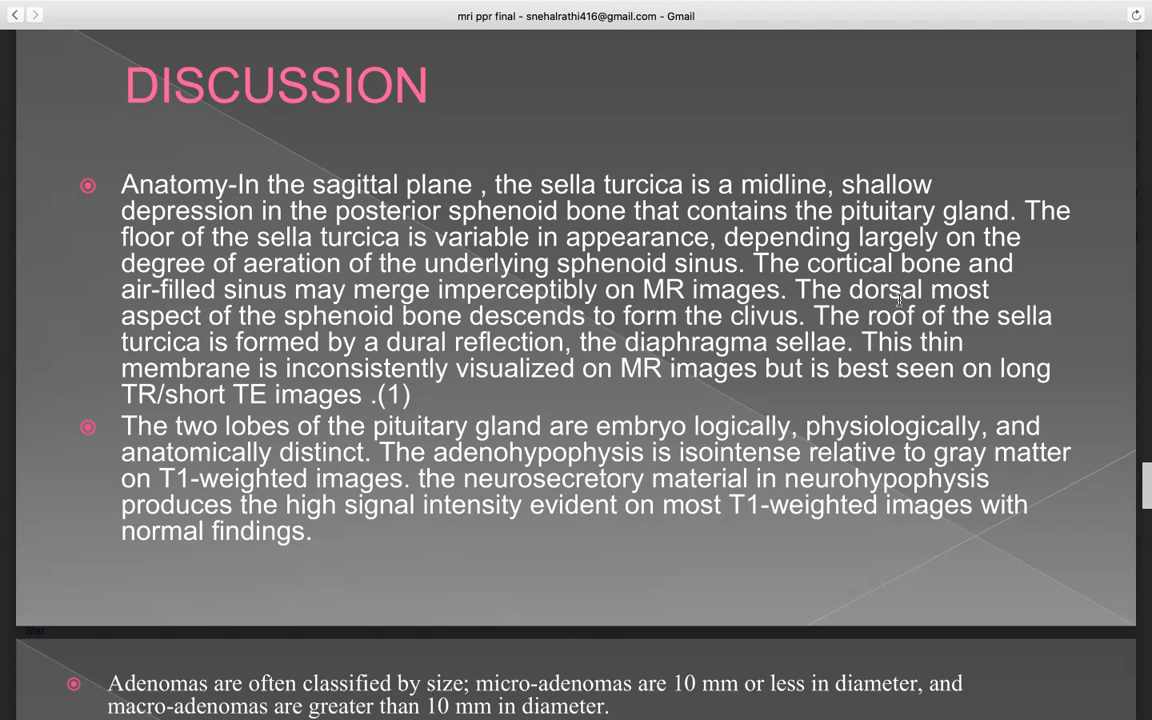 mri ppr final - snehalrathi416@gmail.com - Gmail
DISCUSSION
Anatomy-In the sagittal plane , the sella turcica is a midline, shallow
depression in the posterior sphenoid bone that contains the pituitary gland. The
floor of the sella turcica is variable in appearance, depending largely on the
degree of aeration of the underlying sphenoid sinus. The cortical bone and
air-filled sinus may merge imperceptibly on MR images. The dorsal most
aspect of the sphenoid bone descends to form the clivus. The roof of the sella
turcica is formed by a dural reflection, the diaphragma sellae. This thin
membrane is inconsistently visualized on MR images but is best seen on long
TR/short TE images .(1)
The two lobes of the pituitary gland are embryo logically, physiologically, and
anatomically distinct. The adenohypophysis is isointense relative to gray matter
on T1-weighted images. the neurosecretory material in neurohypophysis
produces the high signal intensity evident on most T1-weighted images with
normal findings.
Star
Adenomas are often classified by size; micro-adenomas are 10 mm or less in diameter, and
macro-adenomas are greater than 10 mm in diameter.